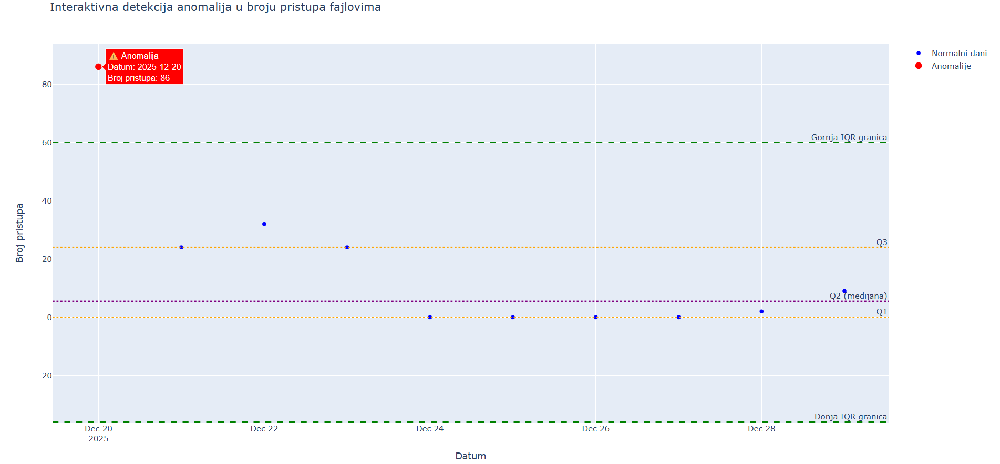 Interaktivna detekcija anomalija u broju pristupa fajlovima
⚠️ Anomalija
Datum: 2025-12-20
Broj pristupa: 86
Normalni dani
Anomalije
80
60
40
20
0
−20
Gornja IQR granica
Q3
Q2 (medijana)
Q1
Donja IQR granica
Broj pristupa
Dec 20
2025
Dec 22
Dec 24
Dec 26
Dec 28
Datum